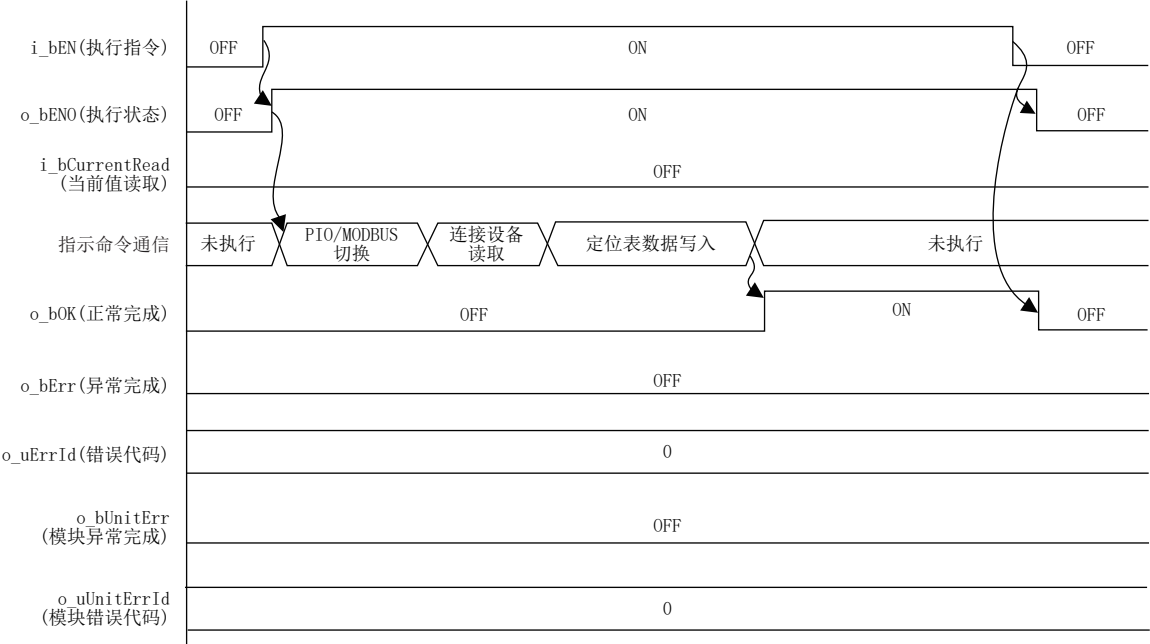 i_bEN(执行指令) OFF ON OFF
o_bENO(执行状态) OFF ON OFF
i_bCurrentRead
(当前值读取)
OFF
指示命令通信 未执行 PIO/MODBUS
切换
连接设备
读取
定位表数据写入 未执行
o_bOK(正常完成) OFF ON OFF
o_bErr(异常完成) OFF
o_uErrId(错误代码) 0
o_bUnitErr
(模块异常完成)
OFF
o_uUnitErrId
(模块错误代码)
0